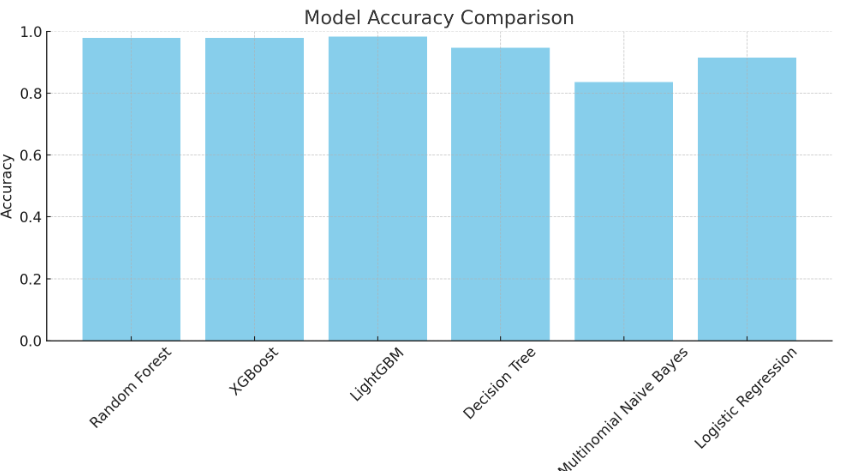 Model Accuracy Comparison
Accuracy
1.0
0.8
0.6
0.4
0.2
0.0
Random Forest
XGBoost
LightGBM
Decision Tree
Multinomial Naive Bayes
Logistic Regression